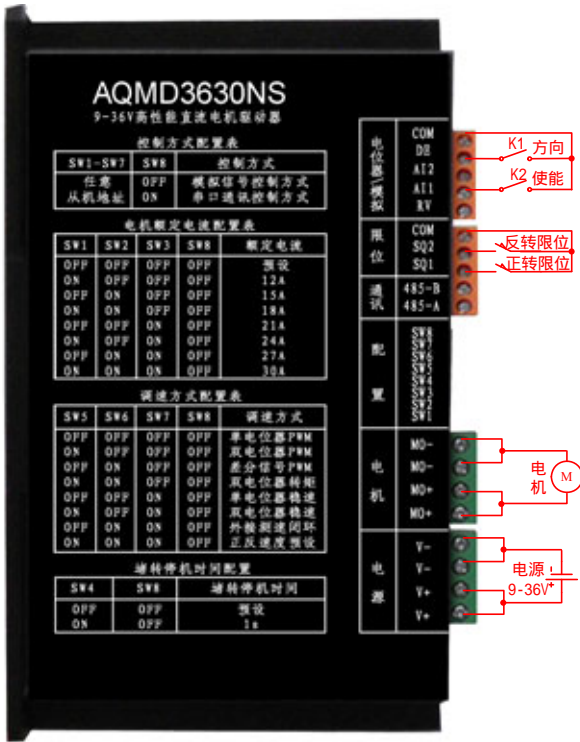 AQMD3630NS
9-36V高性能直流电机驱动器
控制方式配置表
SW1-SW7 SW8 控制方式
任意 OFF 模拟信号控制方式
从机地址 ON 串口通讯控制方式
电机额定电流配置表
SW1 SW2 SW3 SW8 额定电流
OFF OFF OFF OFF 预设
ON OFF OFF OFF 12A
OFF ON OFF OFF 15A
ON ON OFF OFF 18A
OFF OFF ON OFF 21A
ON OFF ON OFF 24A
OFF ON ON OFF 27A
ON ON ON OFF 30A
调速方式配置表
SW5 SW6 SW7 SW8 调速方式
OFF OFF OFF OFF 单电位器PWM
ON OFF OFF OFF 双电位器PWM
OFF ON OFF OFF 差分信号PWM
ON ON OFF OFF 双电位器转矩
OFF OFF ON OFF 单电位器稳速
ON OFF ON OFF 双电位器稳速
OFF ON ON OFF 外接测速闭环
ON ON ON OFF 正反速度预设
堵转停机时间配置
SW4 SW8 堵转停机时间
OFF OFF 预设
ON OFF 1s
电位器/模拟
COM
DE
AI2
AI1
RV
K1 方向
K2 使能
限位
COM
SQ2
SQ1
反转限位
正转限位
通讯
485-B
485-A
配置
SW8
SW7
SW6
SW5
SW4
SW3
SW2
SW1
电机
MO-
MO-
MO+
MO+
电机
M
电源
V-
V-
V+
V+
电源
9-36V
+